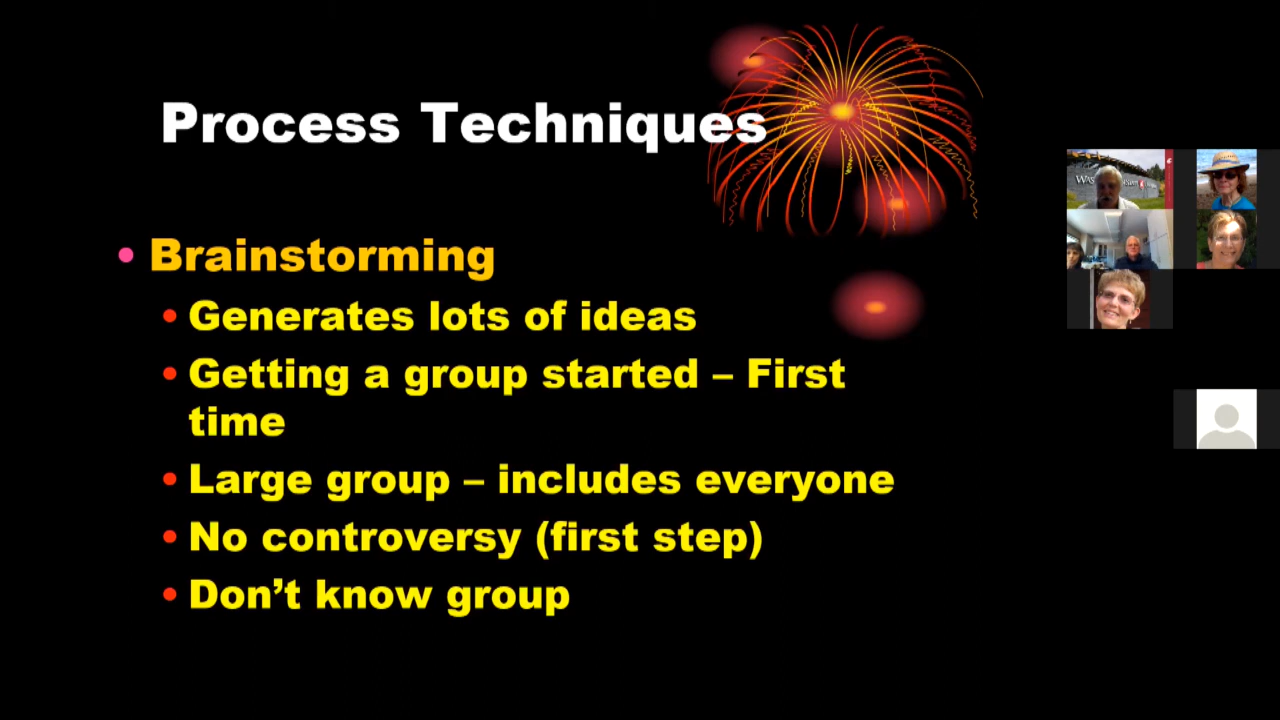 Process Techniques
• Brainstorming
• Generates lots of ideas
• Getting a group started – First
time
• Large group – includes everyone
• No controversy (first step)
• Don’t know group